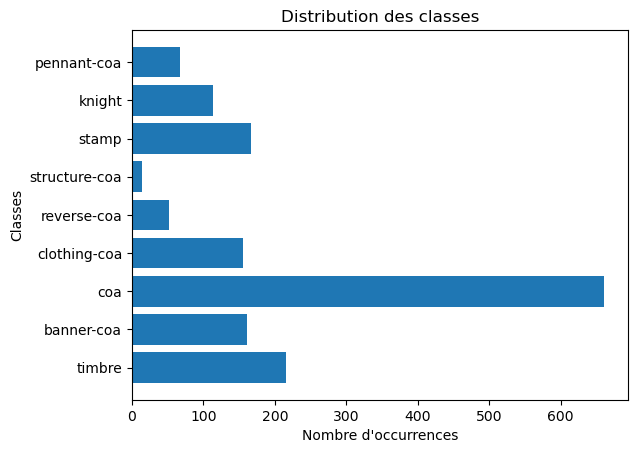 Distribution des classes
pennant-coa
knight
stamp
structure-coa
reverse-coa
clothing-coa
coa
banner-coa
timbre
Classes
0 100 200 300 400 500 600
Nombre d'occurrences